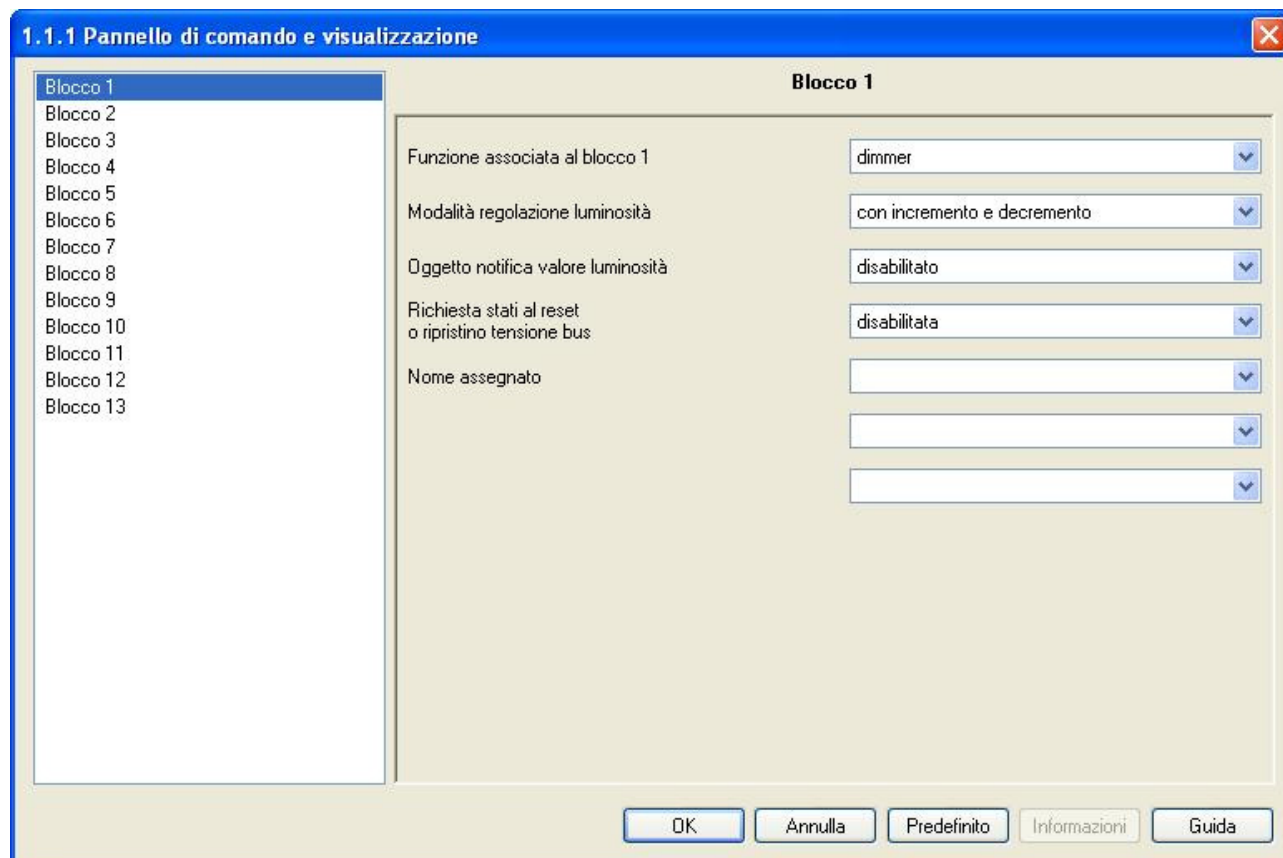 1.1.1 Pannello di comando e visualizzazione
Blocco 1
Blocco 2
Blocco 3
Blocco 4
Blocco 5
Blocco 6
Blocco 7
Blocco 8
Blocco 9
Blocco 10
Blocco 11
Blocco 12
Blocco 13
Blocco 1
Funzione associata al blocco 1
dimmer
Modalità regolazione luminosità
con incremento e decremento
Oggetto notifica valore luminosità
disabilitato
Richiesta stati al reset
o ripristino tensione bus
disabilitata
Nome assegnato
OK
Annulla
Predefinito
Informazioni
Guida